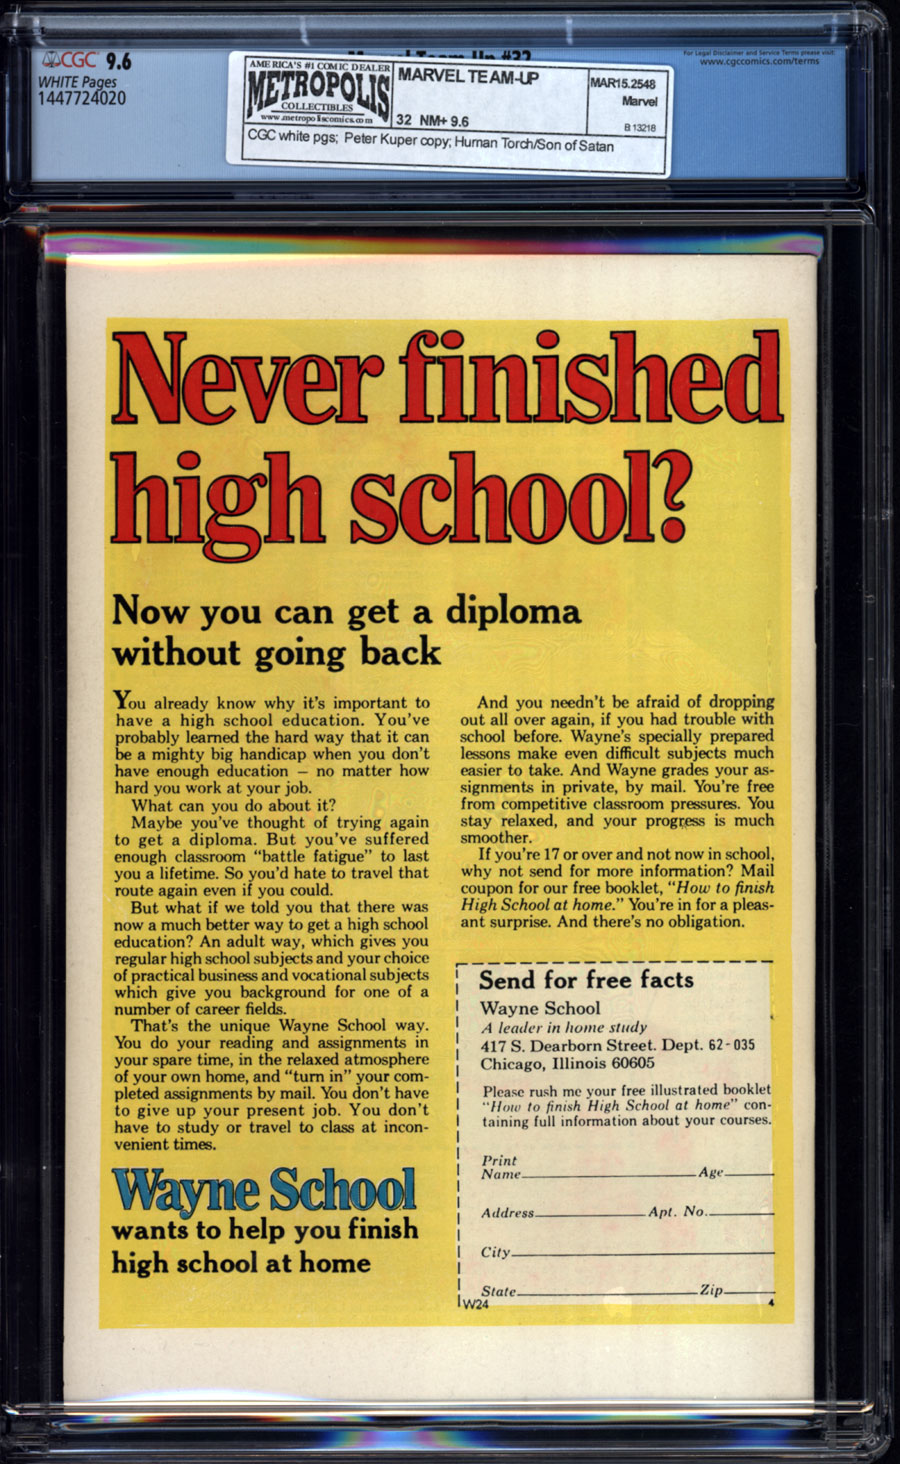 CGC 9.6
WHITE Pages
1447724020
For Legal Disclaimer and Service Terms please visit:
www.cgccomics.com/terms
AMERICA'S #1 COMIC DEALER
METROPOLIS
COLLECTIBLES
www.metropoliscomics.com
MARVEL TEAM-UP
32 NM+ 9.6
MAR15.2548
Marvel
B 13218
CGC white pgs; Peter Kuper copy; Human Torch/Son of Satan
Never finished
high school?
Now you can get a diploma
without going back
You already know why it's important to
have a high school education. You've
probably learned the hard way that it can
be a mighty big handicap when you don't
have enough education — no matter how
hard you work at your job.
What can you do about it?
Maybe you've thought of trying again
to get a diploma. But you've suffered
enough classroom “battle fatigue” to last
you a lifetime. So you'd hate to travel that
route again even if you could.
But what if we told you that there was
now a much better way to get a high school
education? An adult way, which gives you
regular high school subjects and your choice
of practical business and vocational subjects
which give you background for one of a
number of career fields.
That's the unique Wayne School way.
You do your reading and assignments in
your spare time, in the relaxed atmosphere
of your own home, and “turn in” your com-
pleted assignments by mail. You don't have
to give up your present job. You don't
have to study or travel to class at incon-
venient times.
Wayne School
wants to help you finish
high school at home
And you needn't be afraid of dropping
out all over again, if you had trouble with
school before. Wayne's specially prepared
lessons make even difficult subjects much
easier to take. And Wayne grades your as-
signments in private, by mail. You're free
from competitive classroom pressures. You
stay relaxed, and your progress is much
smoother.
If you're 17 or over and not now in school,
why not send for more information? Mail
coupon for our free booklet, “How to finish
High School at home.” You're in for a pleas-
ant surprise. And there's no obligation.
Send for free facts
Wayne School
A leader in home study
417 S. Dearborn Street. Dept. 62-035
Chicago, Illinois 60605
Please rush me your free illustrated booklet
“How to finish High School at home” con-
taining full information about your courses.
Print
Name Age
Address Apt. No.
City
State Zip
W24 4